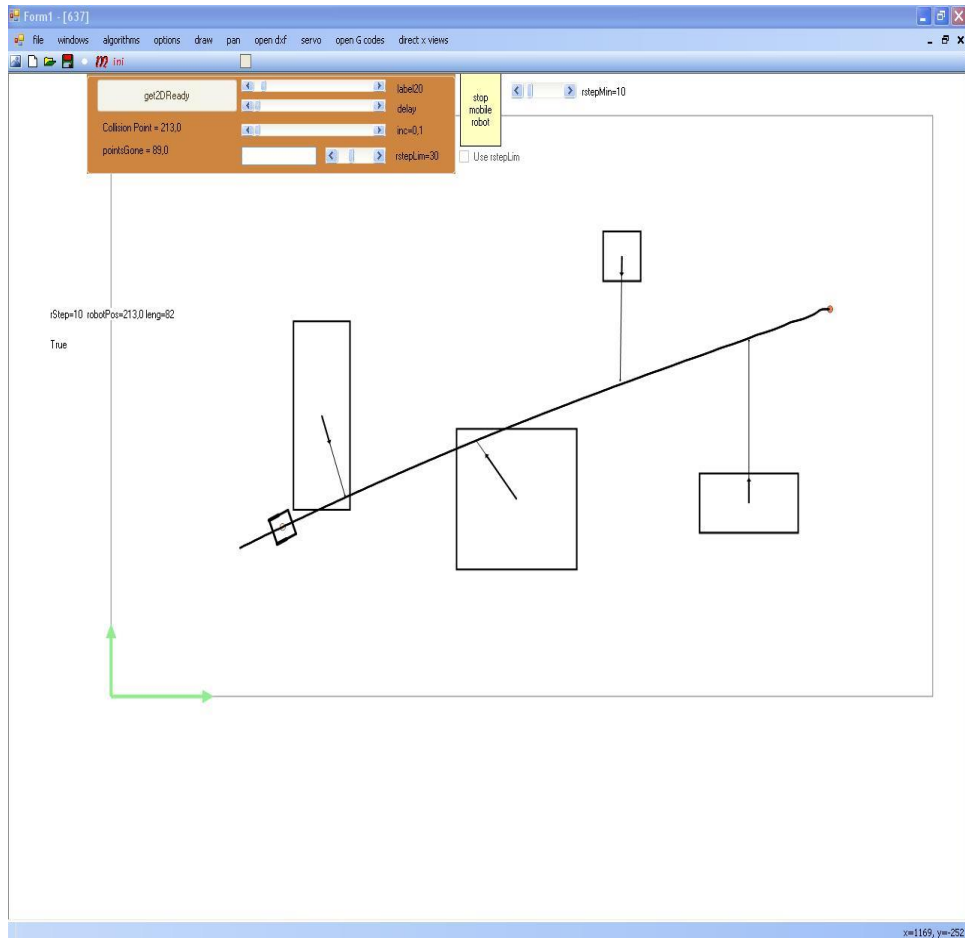 Form1 - [637]
file windows algorithms options draw pan open dxf servo open G codes direct x views
m ini
get2DReady
label20
delay
Collision Point = 213,0
inc=0,1
pointsGone = 89,0
rstepLim=30
stop
mobile
robot
rstepMin=10
Use rstepLim
rStep=10 robotPos=213,0 leng=82
True
x=1169, y=-252